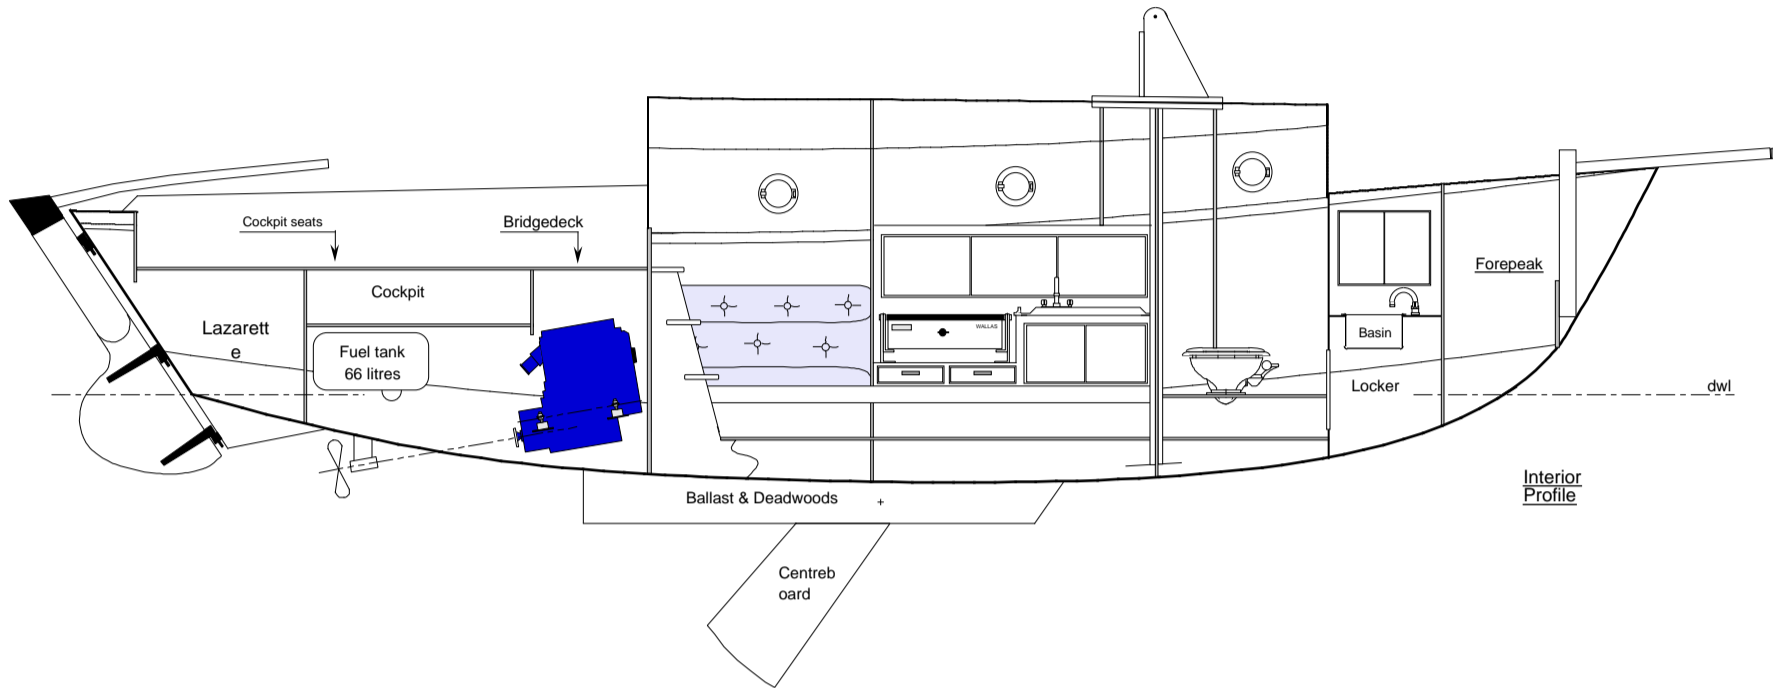 Cockpit seats
Bridgedeck
Cockpit
Forepeak
Lazarett
e
WALLAS
Basin
Fuel tank
66 litres
Locker
dwl
Interior
Profile
Ballast & Deadwoods
Centreb
oard